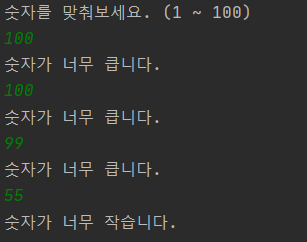 숫자를 맞춰보세요. (1 ~ 100)
100
숫자가 너무 큽니다.
100
숫자가 너무 큽니다.
99
숫자가 너무 큽니다.
55
숫자가 너무 작습니다.